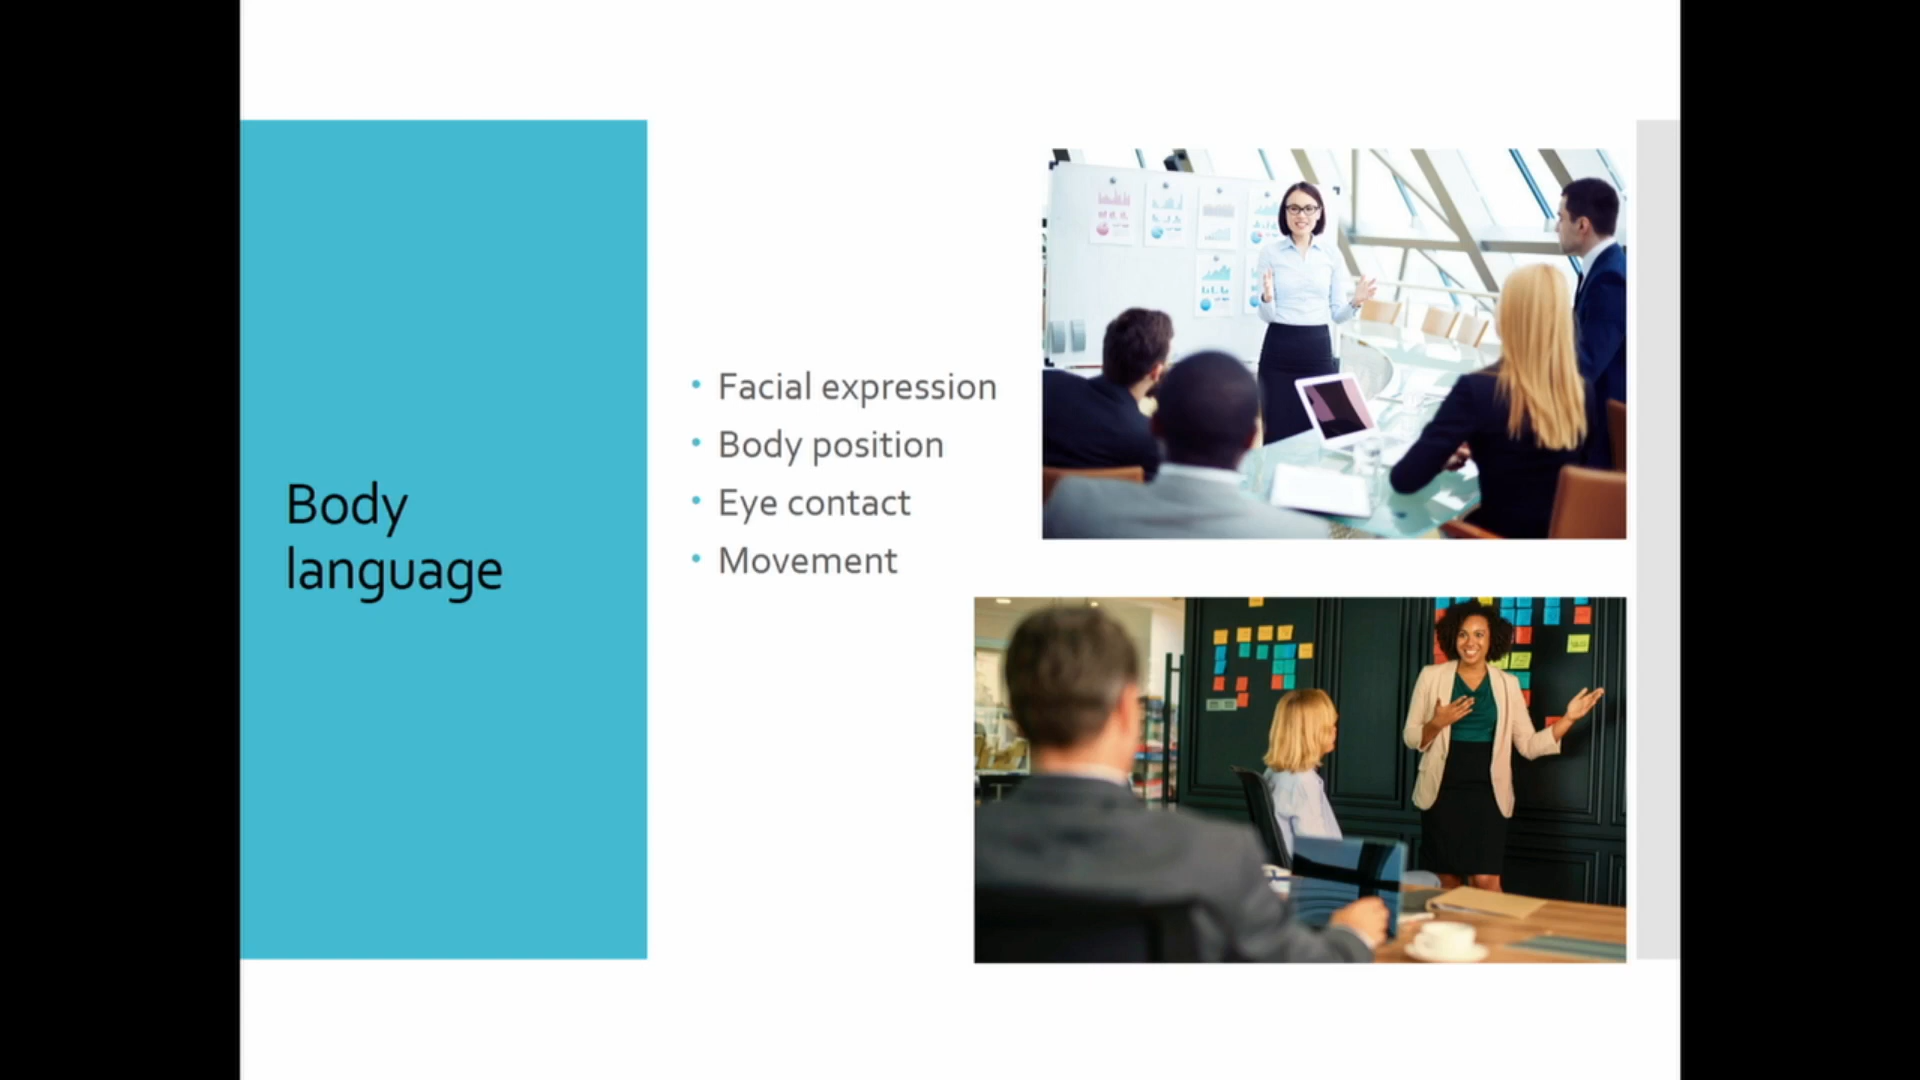 Body
language
• Facial expression
• Body position
• Eye contact
• Movement